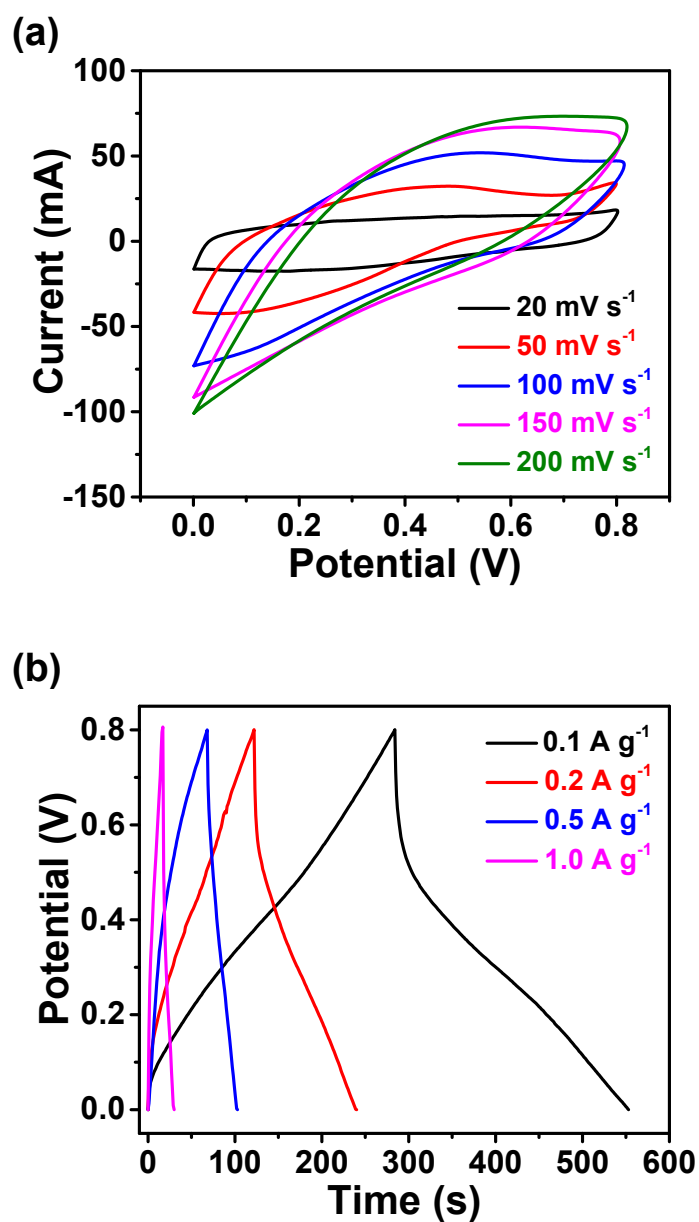 (a)
100
50
0
-50
-100
-150
Current (mA)
20 mV s⁻¹
50 mV s⁻¹
100 mV s⁻¹
150 mV s⁻¹
200 mV s⁻¹
0.0 0.2 0.4 0.6 0.8
Potential (V)
(b)
0.8
0.6
0.4
0.2
0.0
Potential (V)
0.1 A g⁻¹
0.2 A g⁻¹
0.5 A g⁻¹
1.0 A g⁻¹
0 100 200 300 400 500 600
Time (s)